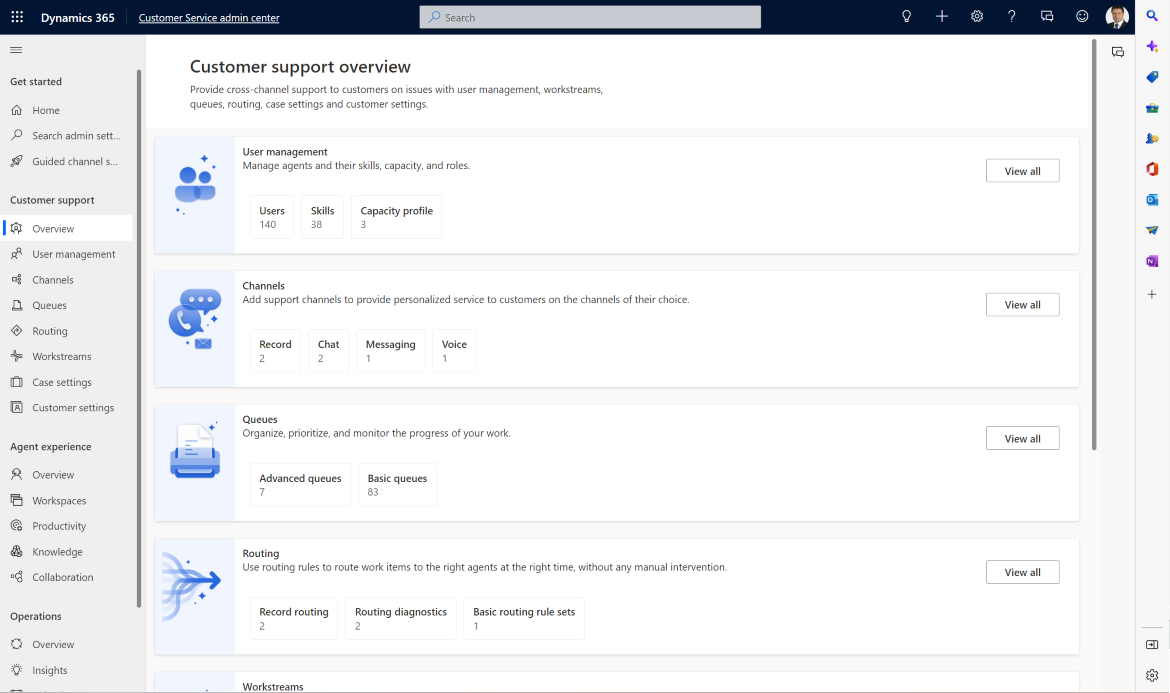 Dynamics 365
Customer Service admin center
Search
Get started
Home
Search admin sett...
Guided channel s...
Customer support
Overview
User management
Channels
Queues
Routing
Workstreams
Case settings
Customer settings
Agent experience
Overview
Workspaces
Productivity
Knowledge
Collaboration
Operations
Overview
Insights
Customer support overview
Provide cross-channel support to customers on issues with user management, workstreams,
queues, routing, case settings and customer settings.
User management
Manage agents and their skills, capacity, and roles.
View all
Users Skills Capacity profile
140 38 3
Channels
Add support channels to provide personalized service to customers on the channels of their choice.
View all
Record Chat Messaging Voice
2 2 1 1
Queues
Organize, prioritize, and monitor the progress of your work.
View all
Advanced queues Basic queues
7 83
Routing
Use routing rules to route work items to the right agents at the right time, without any manual intervention.
View all
Record routing Routing diagnostics Basic routing rule sets
2 2 1
Workstreams